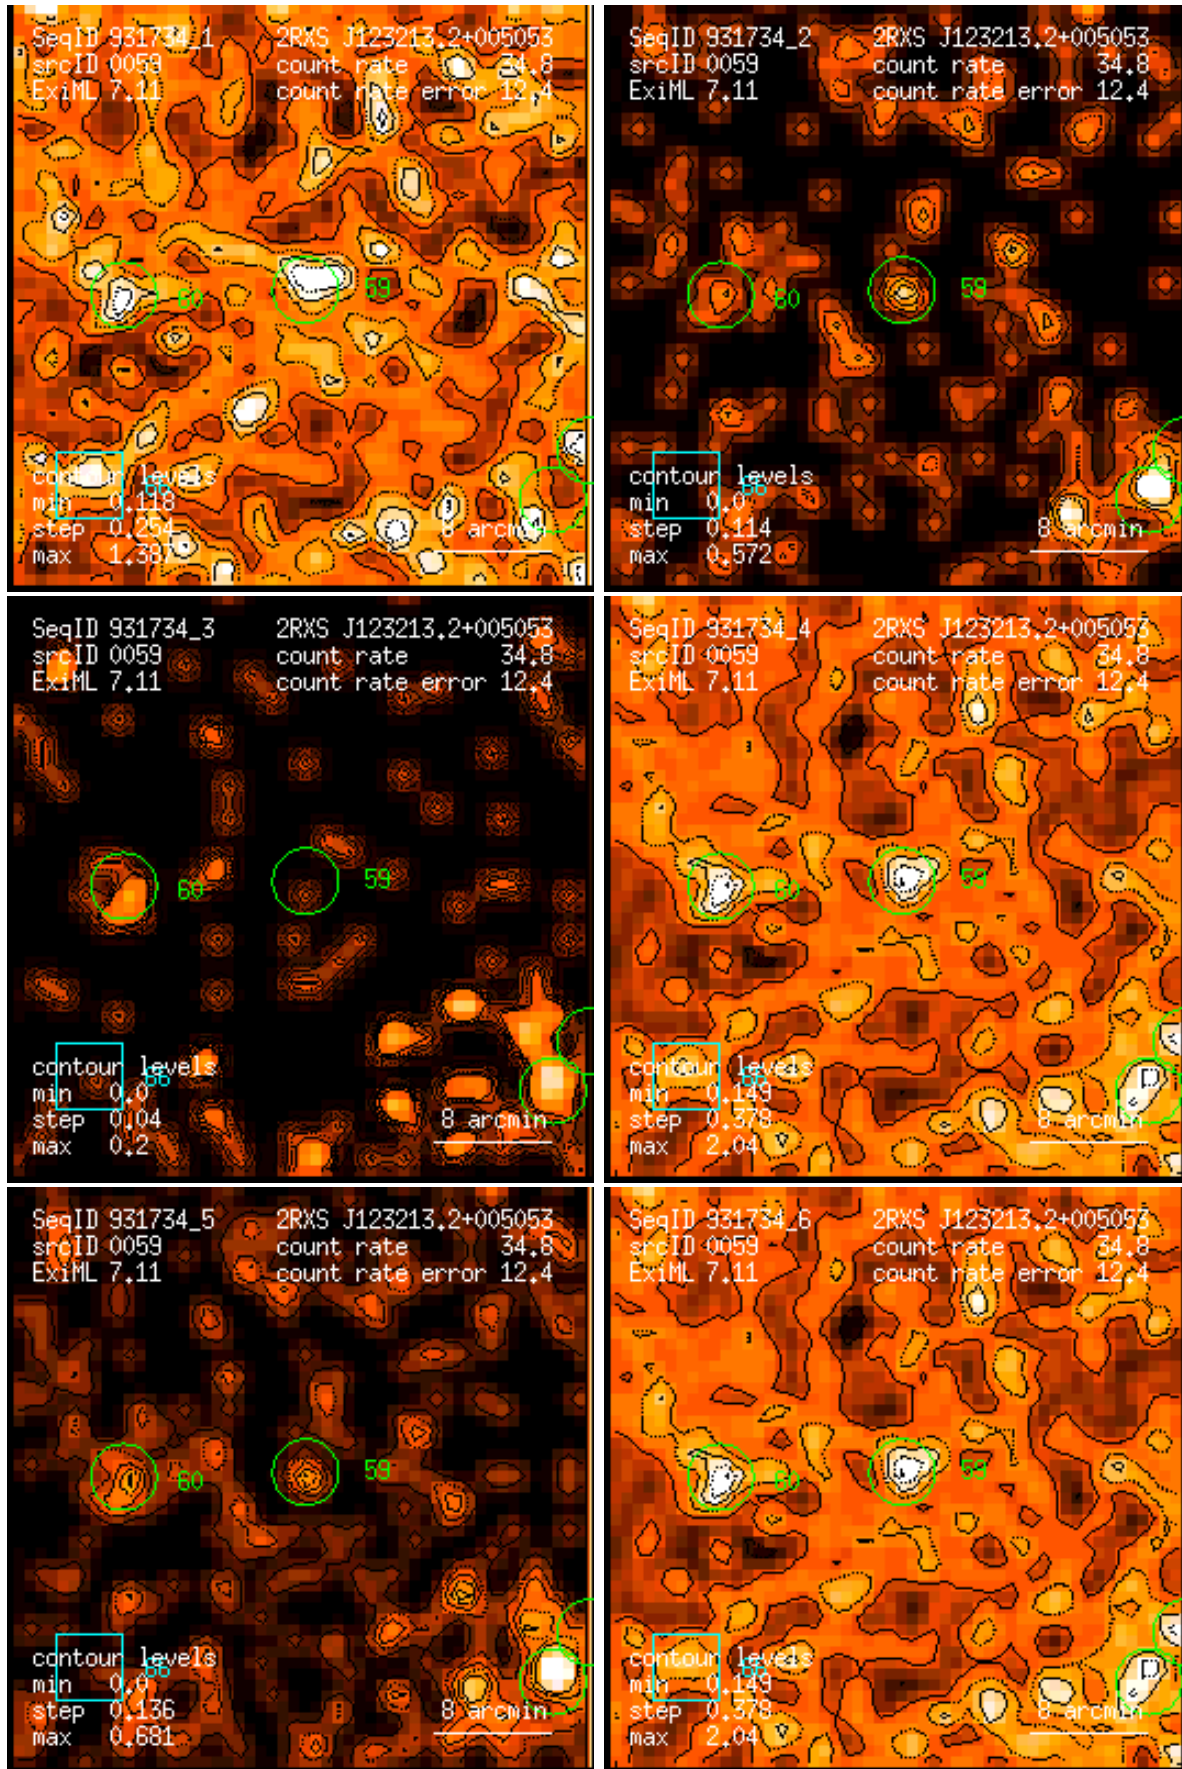 SeqID 931734_1 2RXS J123213.2+005053
srcID 0059 count rate 34.8
ExiML 7.11 count rate error 12.4
59
60
contour levels
66
min 0.118
step 0.254
8 arcmin
max 1.387
SeqID 931734_2 2RXS J123213.2+005053
srcID 0059 count rate 34.8
ExiML 7.11 count rate error 12.4
59
60
contour levels
66
min 0.0
step 0.114
8 arcmin
max 0.572
SeqID 931734_3 2RXS J123213.2+005053
srcID 0059 count rate 34.8
ExiML 7.11 count rate error 12.4
59
60
contour levels
66
min 0.0
step 0.04
8 arcmin
max 0.2
SeqID 931734_4 2RXS J123213.2+005053
srcID 0059 count rate 34.8
ExiML 7.11 count rate error 12.4
59
60
contour levels
66
min 0.149
step 0.378
8 arcmin
max 2.04
SeqID 931734_5 2RXS J123213.2+005053
srcID 0059 count rate 34.8
ExiML 7.11 count rate error 12.4
59
60
contour levels
66
min 0.0
step 0.136
8 arcmin
max 0.681
SeqID 931734_6 2RXS J123213.2+005053
srcID 0059 count rate 34.8
ExiML 7.11 count rate error 12.4
59
60
contour levels
66
min 0.149
step 0.378
8 arcmin
max 2.04